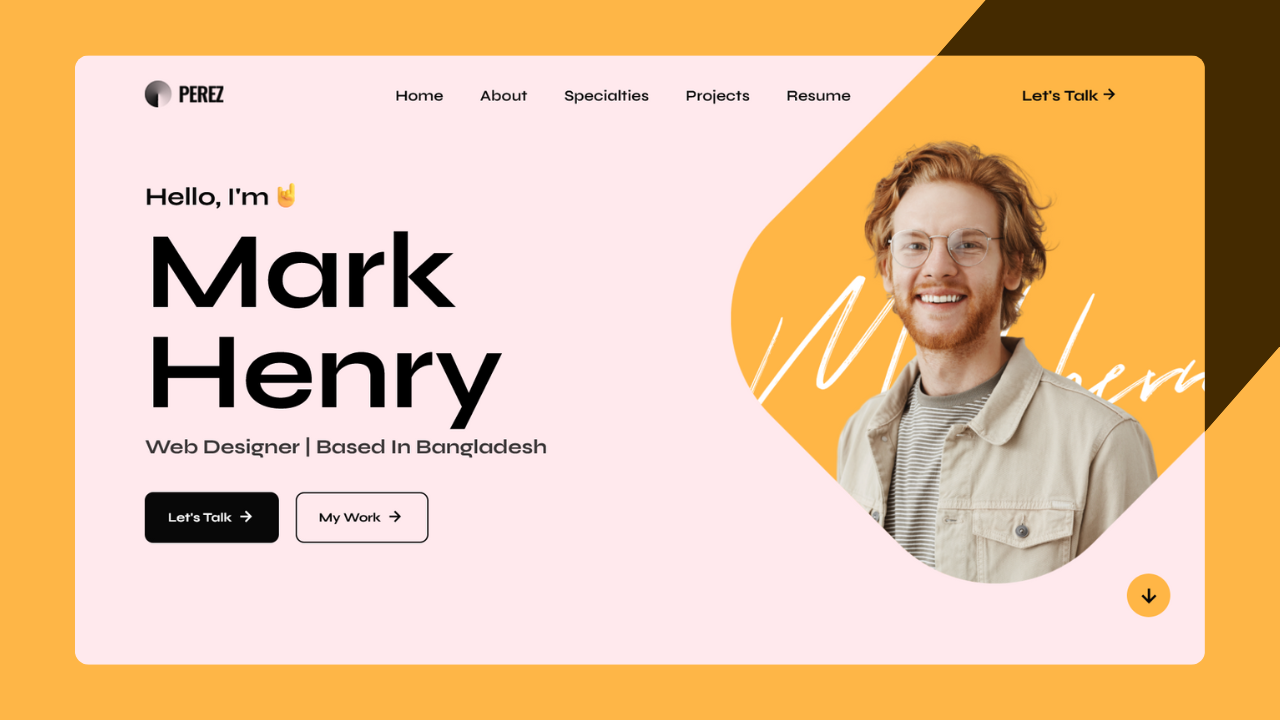 PEREZ
Home About Specialties Projects Resume
Let's Talk →
Hello, I'm 🤘
Mark
Henry
Web Designer | Based In Bangladesh
Let's Talk →
My Work →